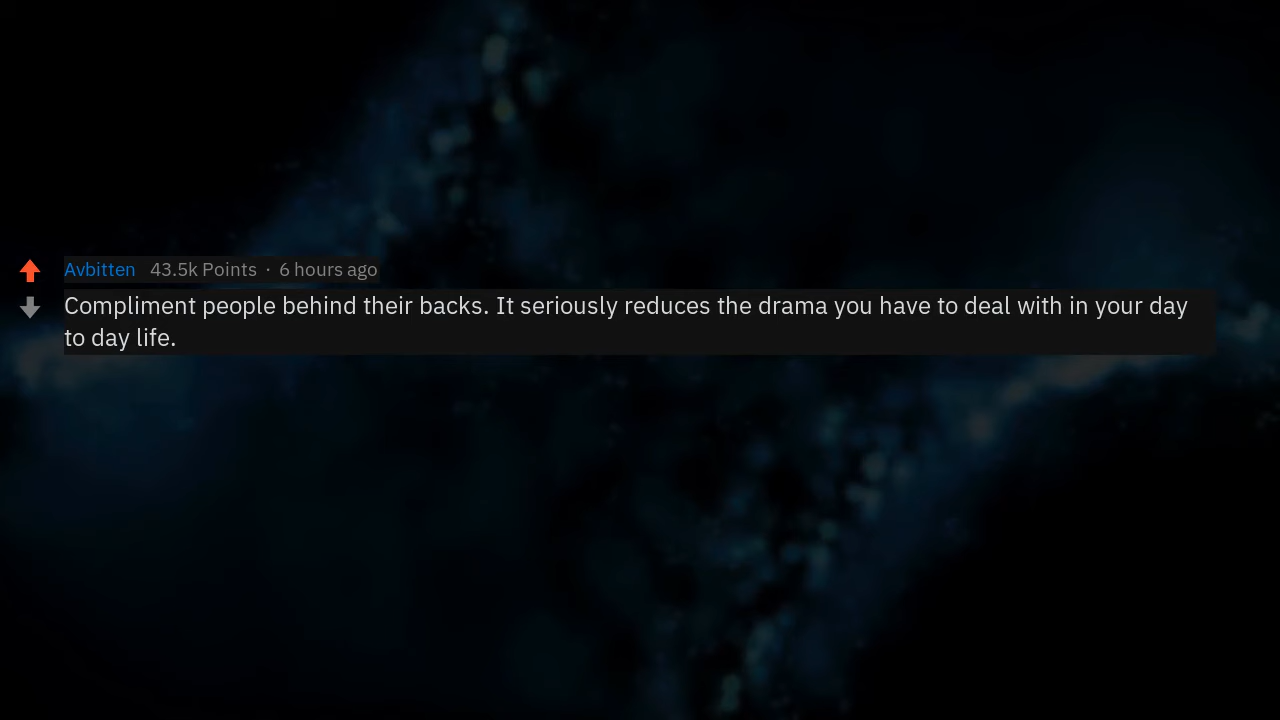 Avbitten 43.5k Points · 6 hours ago
Compliment people behind their backs. It seriously reduces the drama you have to deal with in your day
to day life.